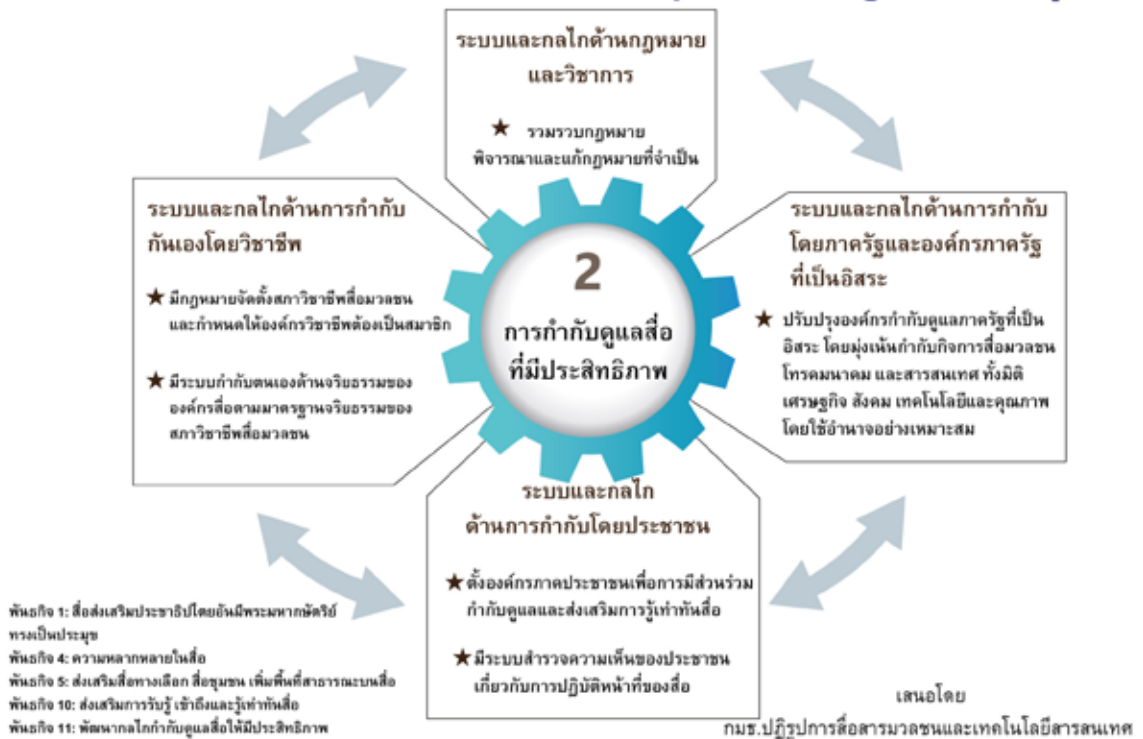 ระบบและกลไกด้านกฎหมาย
และวิชาการ
★ รวมรวบกฎหมาย
พิจารณาและแก้กฎหมายที่จำเป็น
ระบบและกลไกด้านการกำกับ
กันเองโดยวิชาชีพ
★ มีกฎหมายจัดตั้งสภาวิชาชีพสื่อมวลชน
และกำหนดให้องค์กรวิชาชีพต้องเป็นสมาชิก
★ มีระบบกำกับตนเองด้านจริยธรรมของ
องค์กรสื่อตามมาตรฐานจริยธรรมของ
สภาวิชาชีพสื่อมวลชน
2
การกำกับดูแลสื่อ
ที่มีประสิทธิภาพ
ระบบและกลไกด้านการกำกับ
โดยภาครัฐและองค์กรภาครัฐ
ที่เป็นอิสระ
★ ปรับปรุงองค์กรกำกับดูแลภาครัฐที่เป็น
อิสระ โดยมุ่งเน้นกำกับกิจการสื่อมวลชน
โทรคมนาคม และสารสนเทศ ทั้งมิติ
เศรษฐกิจ สังคม เทคโนโลยีและคุณภาพ
โดยใช้อำนาจอย่างเหมาะสม
ระบบและกลไก
ด้านการกำกับโดยประชาชน
★ ตั้งองค์กรภาคประชาชนเพื่อการมีส่วนร่วม
กำกับดูแลและส่งเสริมการรู้เท่าทันสื่อ
★ มีระบบสำรวจความเห็นของประชาชน
เกี่ยวกับการปฏิบัติหน้าที่ของสื่อ
พันธกิจ 1: สื่อส่งเสริมประชาธิปไตยอันมีพระมหากษัตริย์
ทรงเป็นประมุข
พันธกิจ 4: ความหลากหลายในสื่อ
พันธกิจ 5: ส่งเสริมสื่อทางเลือก สื่อชุมชน เพิ่มพื้นที่สาธารณะบนสื่อ
พันธกิจ 10: ส่งเสริมการรับรู้ เข้าถึงและรู้เท่าทันสื่อ
พันธกิจ 11: พัฒนากลไกกำกับดูแลสื่อให้มีประสิทธิภาพ
เสนอโดย
กมธ.ปฏิรูปการสื่อสารมวลชนและเทคโนโลยีสารสนเทศ